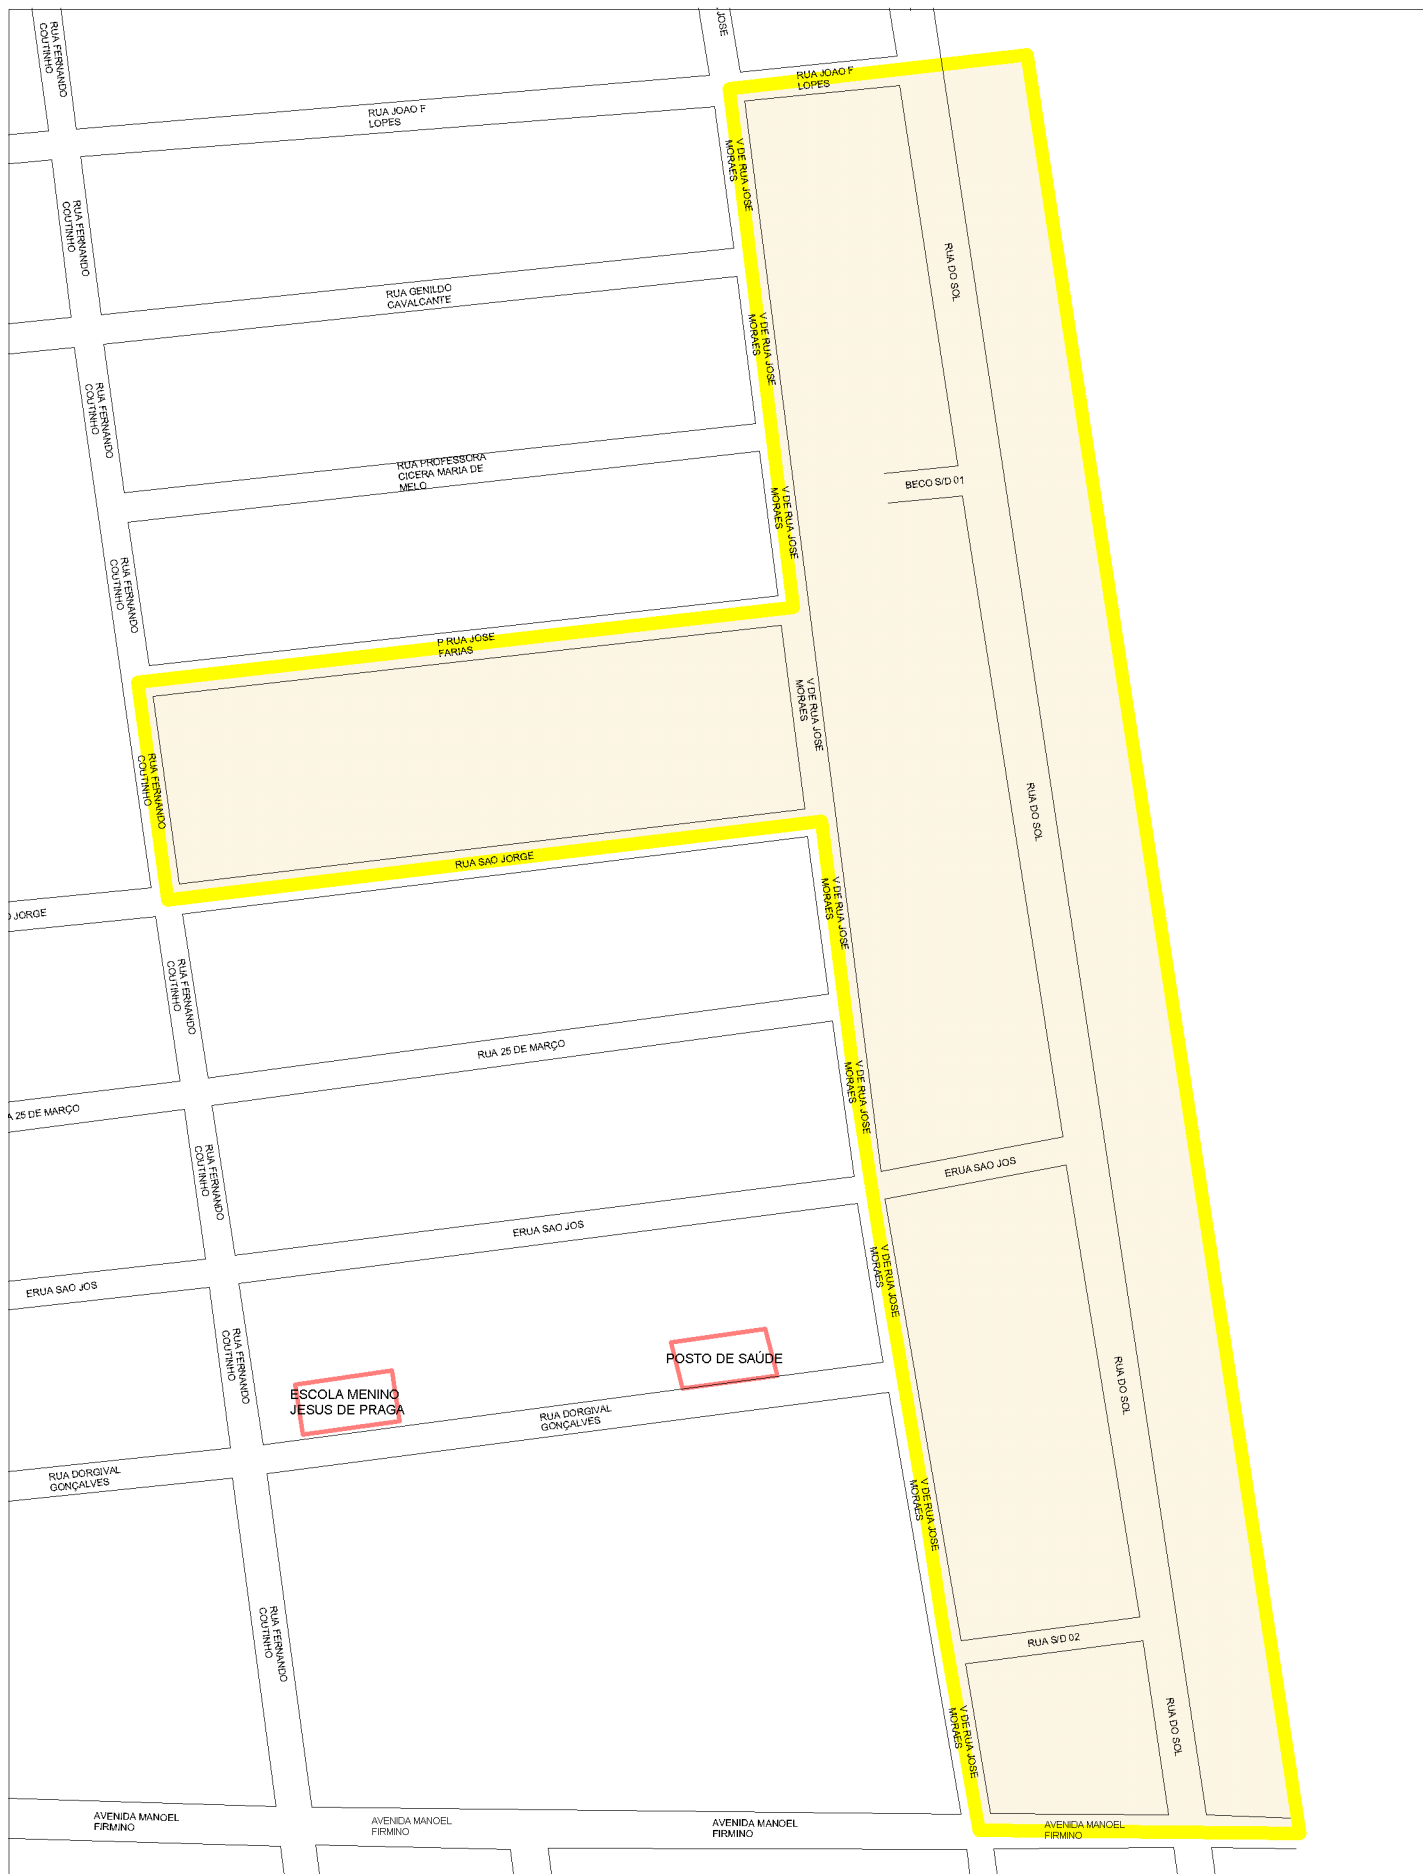 RUA FERNANDO
COUTINHO
JOSE
RUA JOAO F
LOPES
RUA JOAO F
LOPES
V DE RUA JOSE
MORAES
RUA FERNANDO
COUTINHO
RUA DO SOL
RUA GENILDO
CAVALCANTE
V DE RUA JOSE
MORAES
RUA FERNANDO
COUTINHO
RUA PROFESSORA
CICERA MARIA DE
MELO
BECO S/D 01
V DE RUA JOSE
MORAES
RUA FERNANDO
COUTINHO
P RUA JOSE
FARIAS
V DE RUA JOSE
MORAES
RUA FERNANDO
COUTINHO
RUA DO SOL
RUA SAO JORGE
O JORGE
V DE RUA JOSE
MORAES
RUA FERNANDO
COUTINHO
RUA 25 DE MARÇO
A 25 DE MARÇO
V DE RUA JOSE
MORAES
RUA FERNANDO
COUTINHO
ERUA SAO JOS
ERUA SAO JOS
ERUA SAO JOS
V DE RUA JOSE
MORAES
RUA FERNANDO
COUTINHO
POSTO DE SAÚDE
RUA DO SOL
ESCOLA MENINO
JESUS DE PRAGA
RUA DORGIVAL
GONÇALVES
RUA DORGIVAL
GONÇALVES
V DE RUA JOSE
MORAES
RUA FERNANDO
COUTINHO
RUA S/D 02
RUA DO SOL
V DE RUA JOSE
MORAES
AVENIDA MANOEL
FIRMINO
AVENIDA MANOEL
FIRMINO
AVENIDA MANOEL
FIRMINO
AVENIDA MANOEL
FIRMINO